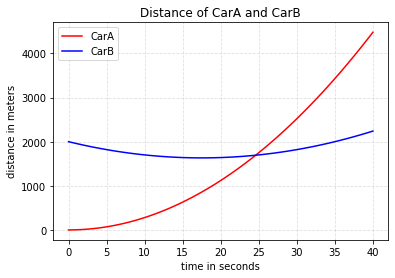 Distance of CarA and CarB
CarA
CarB
distance in meters
4000
3000
2000
1000
0
0 5 10 15 20 25 30 35 40
time in seconds